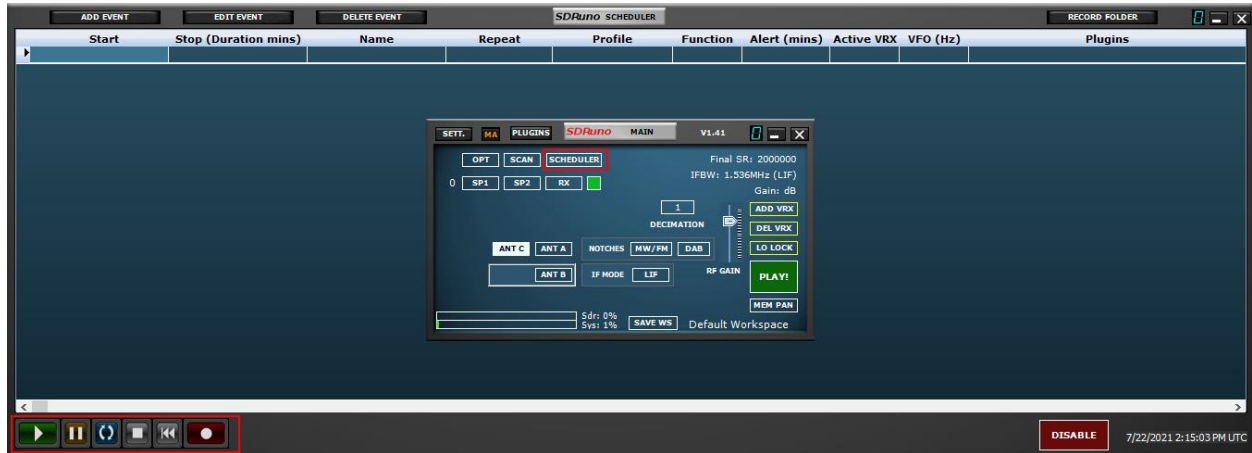 ADD EVENT EDIT EVENT DELETE EVENT SDRuno SCHEDULER RECORD FOLDER
Start Stop (Duration mins) Name Repeat Profile Function Alert (mins) Active VRX VFO (Hz) Plugins
SETT. MA PLUGINS SDRuno MAIN V1.41
OPT SCAN SCHEDULER Final SR: 2000000
IFBW: 1.536MHz (LIF)
Gain: dB
0 SP1 SP2 RX
1 ADD VRX
DECIMATION DEL VRX
ANT C ANT A NOTCHES MW/FM DAB LO LOCK
ANT B IF MODE LIF RF GAIN PLAY!
MEM PAN
Sdr: 0%
Sys: 1% SAVE WS Default Workspace
DISABLE 7/22/2021 2:15:03 PM UTC